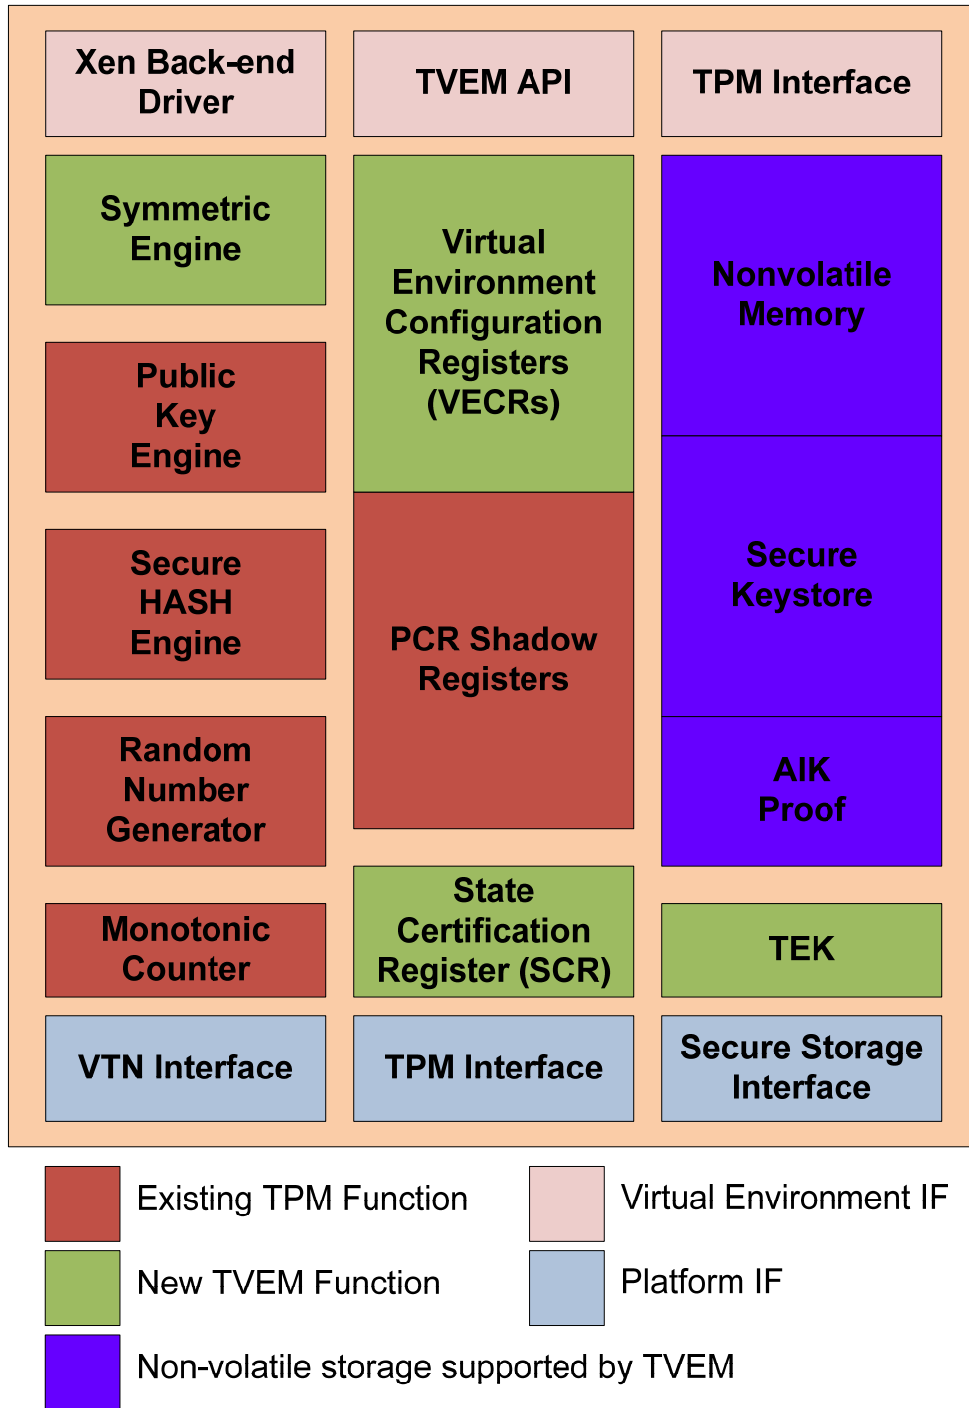 Xen Back-end
Driver
TVEM API
TPM Interface
Symmetric
Engine
Virtual
Environment
Configuration
Registers
(VECRs)
Nonvolatile
Memory
Public
Key
Engine
Secure
HASH
Engine
PCR Shadow
Registers
Secure
Keystore
Random
Number
Generator
AIK
Proof
Monotonic
Counter
State
Certification
Register (SCR)
TEK
VTN Interface
TPM Interface
Secure Storage
Interface
Existing TPM Function
Virtual Environment IF
New TVEM Function
Platform IF
Non-volatile storage supported by TVEM